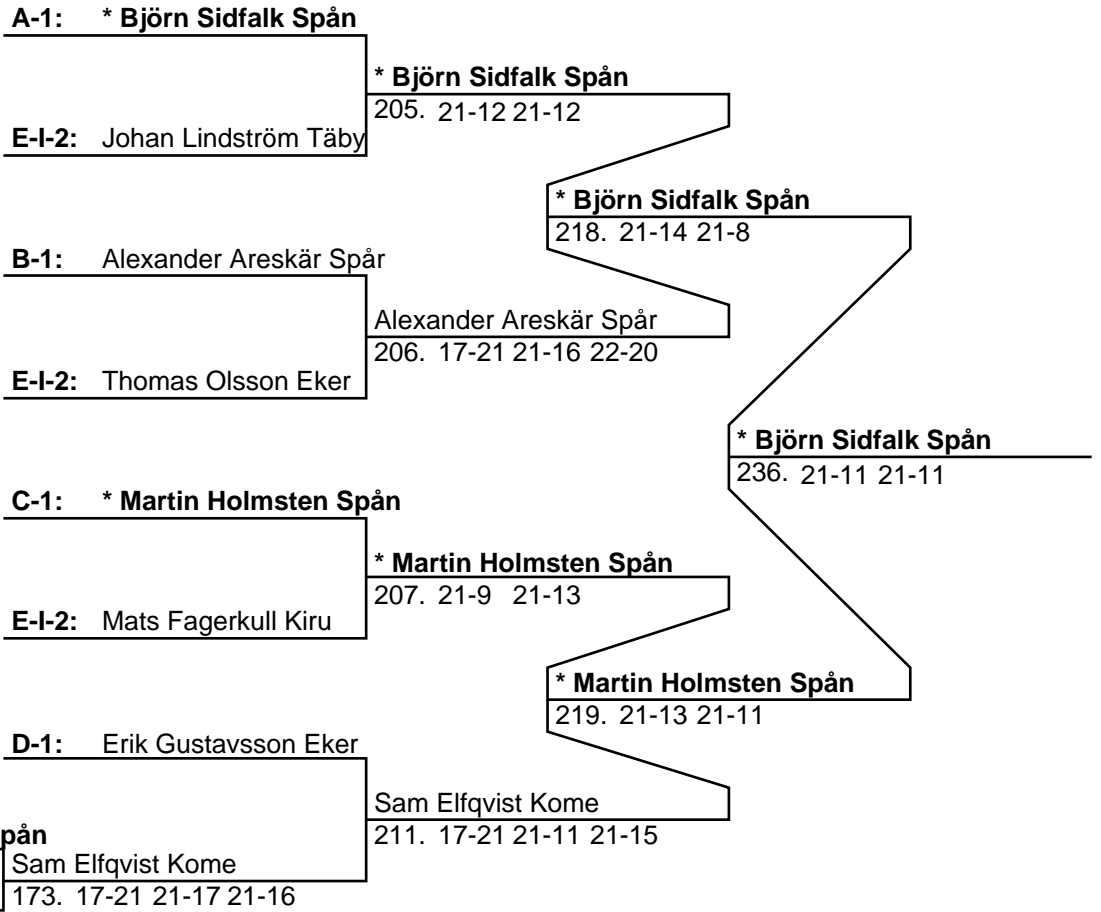 A-1: * Björn Sidfalk Spån
* Björn Sidfalk Spån
205. 21-12 21-12
E-I-2: Johan Lindström Täby
* Björn Sidfalk Spån
218. 21-14 21-8
B-1: Alexander Areskär Spår
Alexander Areskär Spår
206. 17-21 21-16 22-20
E-I-2: Thomas Olsson Eker
* Björn Sidfalk Spån
236. 21-11 21-11
C-1: * Martin Holmsten Spån
* Martin Holmsten Spån
207. 21-9 21-13
E-I-2: Mats Fagerkull Kiru
* Martin Holmsten Spån
219. 21-13 21-11
D-1: Erik Gustavsson Eker
Sam Elfqvist Kome
211. 17-21 21-11 21-15
pån
Sam Elfqvist Kome
173. 17-21 21-17 21-16